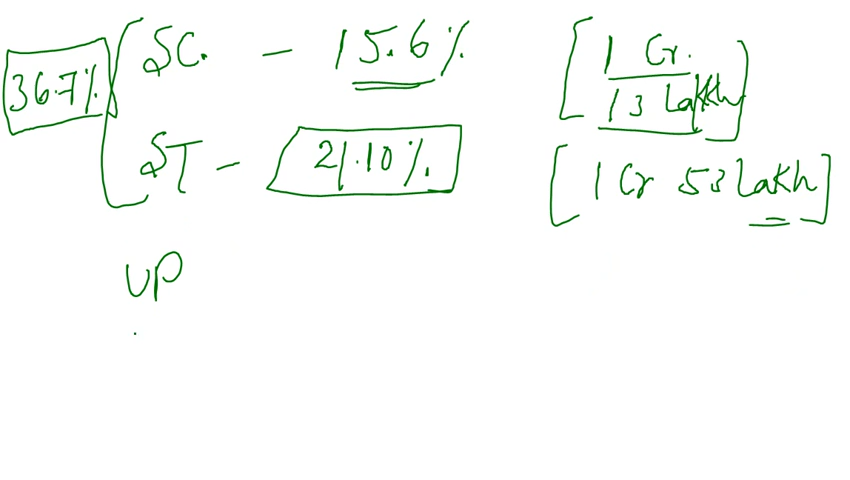 36.7%
SC. - 15.6%
[1 Cr.
13 Lakh]
ST - 21.10%
[1 Cr 53 Lakh]
UP